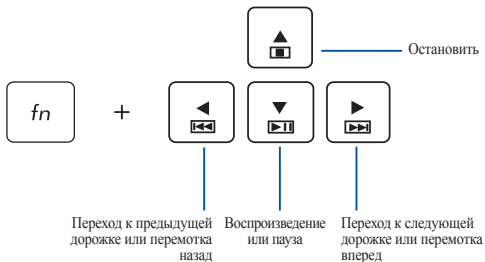 Остановить
fn +
Переход к предыдущей
дорожке или перемотка
назад
Воспроизведение
или пауза
Переход к следующей
дорожке или перемотка
вперед